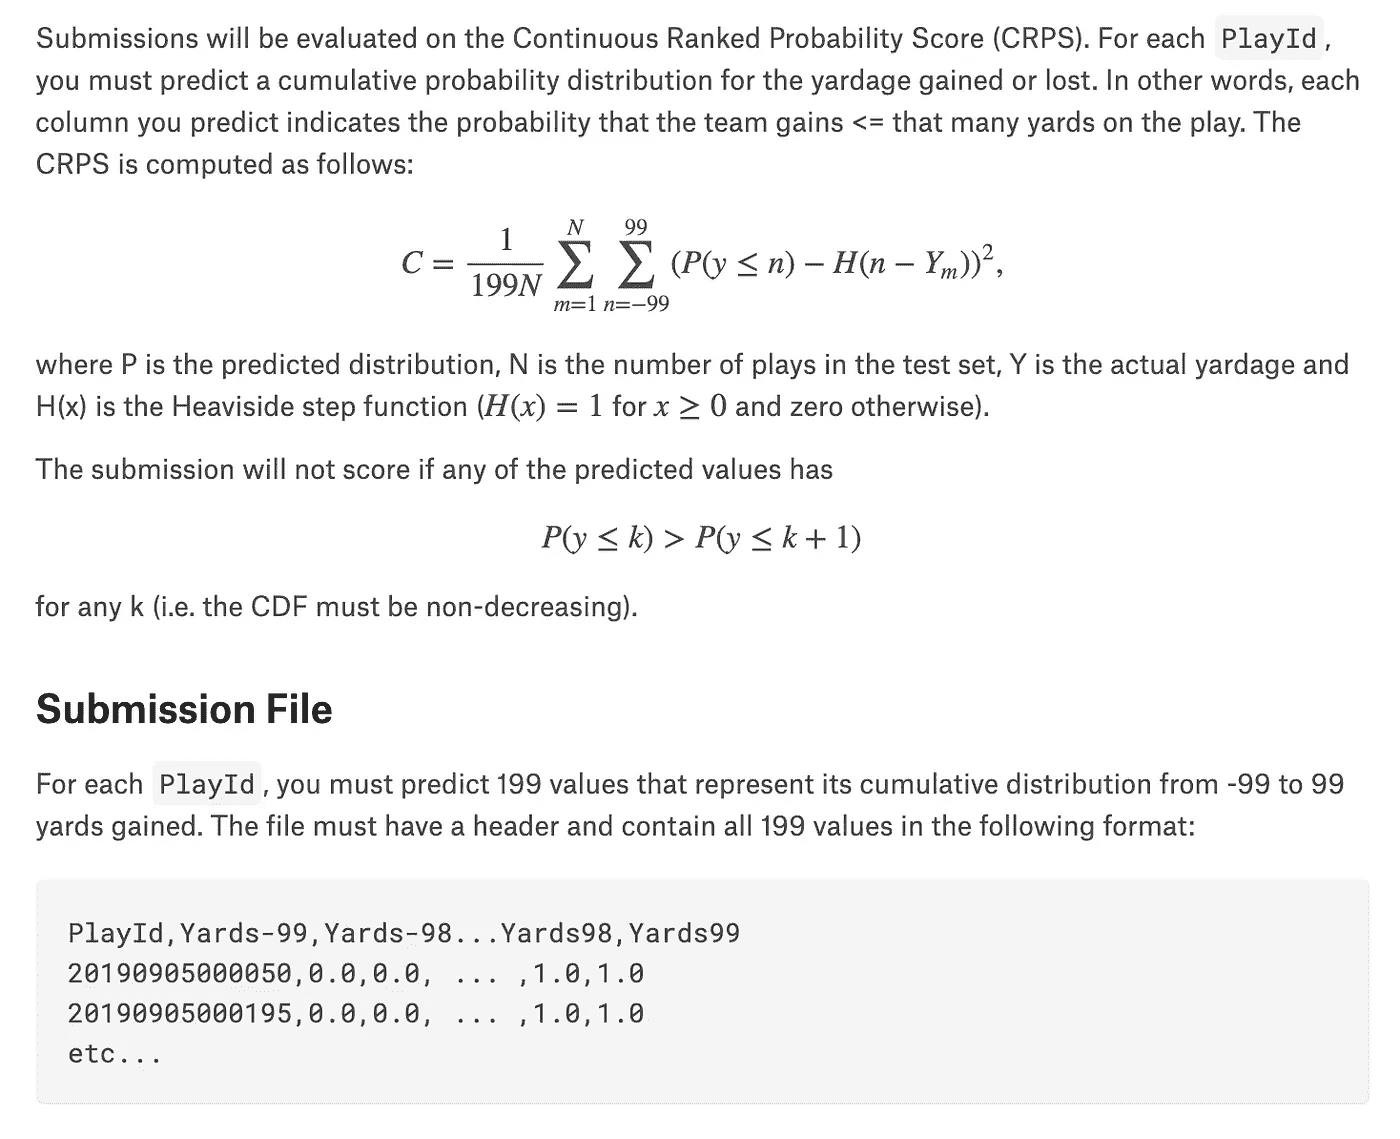 Submissions will be evaluated on the Continuous Ranked Probability Score (CRPS). For each PlayId,
you must predict a cumulative probability distribution for the yardage gained or lost. In other words, each
column you predict indicates the probability that the team gains <= that many yards on the play. The
CRPS is computed as follows:
C = \frac{1}{199N} \sum_{m=1}^{N} \sum_{n=-99}^{99} (P(y ≤ n) − H(n − Y_m))^2,
where P is the predicted distribution, N is the number of plays in the test set, Y is the actual yardage and
H(x) is the Heaviside step function (H(x) = 1 for x ≥ 0 and zero otherwise).
The submission will not score if any of the predicted values has
P(y ≤ k) > P(y ≤ k + 1)
for any k (i.e. the CDF must be non-decreasing).
Submission File
For each PlayId, you must predict 199 values that represent its cumulative distribution from -99 to 99
yards gained. The file must have a header and contain all 199 values in the following format:
PlayId,Yards-99,Yards-98...Yards98,Yards99
20190905000050,0.0,0.0, ... ,1.0,1.0
20190905000195,0.0,0.0, ... ,1.0,1.0
etc...